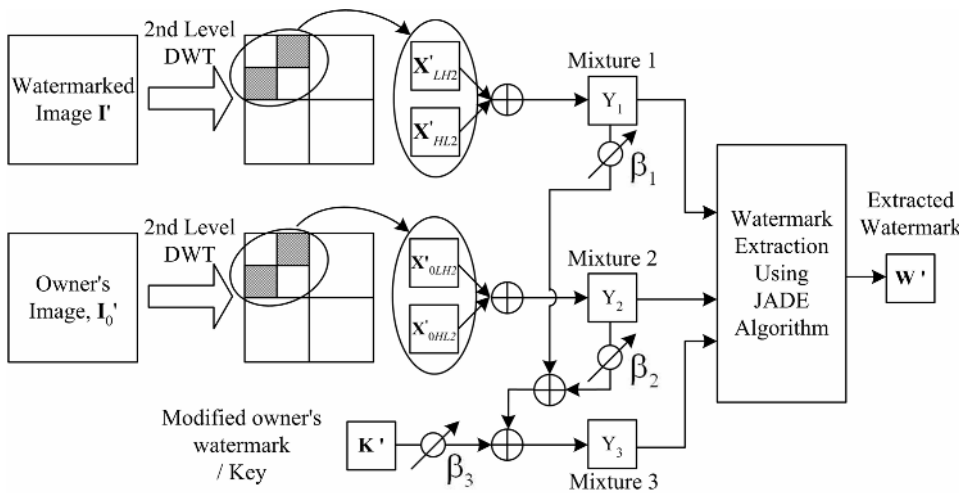 2nd Level
DWT
Watermarked
Image I'
X'LH2
X'HL2
Mixture 1
Y1
β1
2nd Level
DWT
Owner's
Image, I0'
X'0LH2
X'0HL2
Mixture 2
Y2
β2
Watermark
Extraction
Using
JADE
Algorithm
Extracted
Watermark
W'
Modified owner's
watermark
/ Key
K'
β3
Y3
Mixture 3